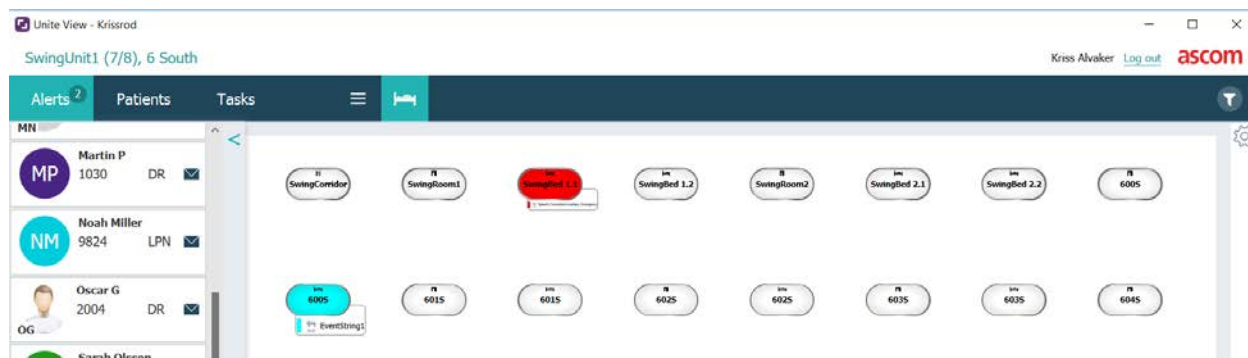 Unite View - Krissrod
SwingUnit1 (7/8), 6 South
Kriss Alvaker Log out ascom
Alerts 2 Patients Tasks
MN
MP Martin P
1030 DR
NM Noah Miller
9824 LPN
Oscar G
2004 DR
OG
Sarah Olsson
SwingCorridor SwingRoom1 SwingBed 1.1 SwingBed 1.2 SwingRoom2 SwingBed 2.1 SwingBed 2.2 600S
600S 601S 601S 602S 602S 603S 603S 604S
EventString1